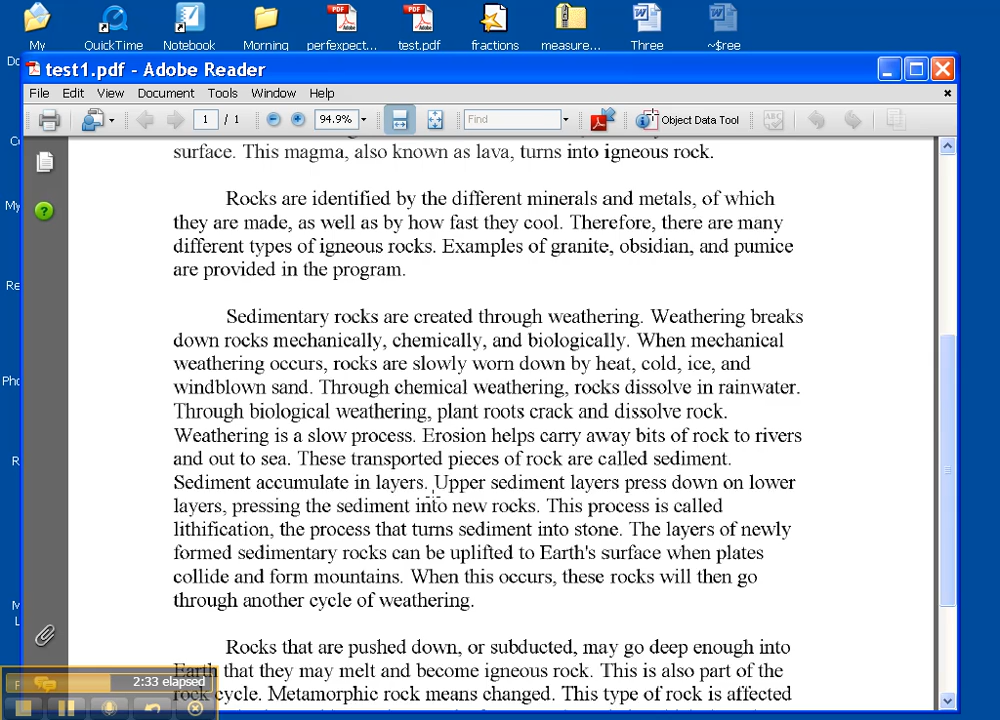 My QuickTime Notebook Morning perfexpect... test.pdf fractions measure... Three ~$ree
test1.pdf - Adobe Reader
File Edit View Document Tools Window Help
1 / 1 94.9% Find Object Data Tool
surface. This magma, also known as lava, turns into igneous rock.
Rocks are identified by the different minerals and metals, of which
they are made, as well as by how fast they cool. Therefore, there are many
different types of igneous rocks. Examples of granite, obsidian, and pumice
are provided in the program.
Sedimentary rocks are created through weathering. Weathering breaks
down rocks mechanically, chemically, and biologically. When mechanical
weathering occurs, rocks are slowly worn down by heat, cold, ice, and
windblown sand. Through chemical weathering, rocks dissolve in rainwater.
Through biological weathering, plant roots crack and dissolve rock.
Weathering is a slow process. Erosion helps carry away bits of rock to rivers
and out to sea. These transported pieces of rock are called sediment.
Sediment accumulate in layers. Upper sediment layers press down on lower
layers, pressing the sediment into new rocks. This process is called
lithification, the process that turns sediment into stone. The layers of newly
formed sedimentary rocks can be uplifted to Earth's surface when plates
collide and form mountains. When this occurs, these rocks will then go
through another cycle of weathering.
Rocks that are pushed down, or subducted, may go deep enough into
Earth that they may melt and become igneous rock. This is also part of the
rock cycle. Metamorphic rock means changed. This type of rock is affected
2:33 elapsed